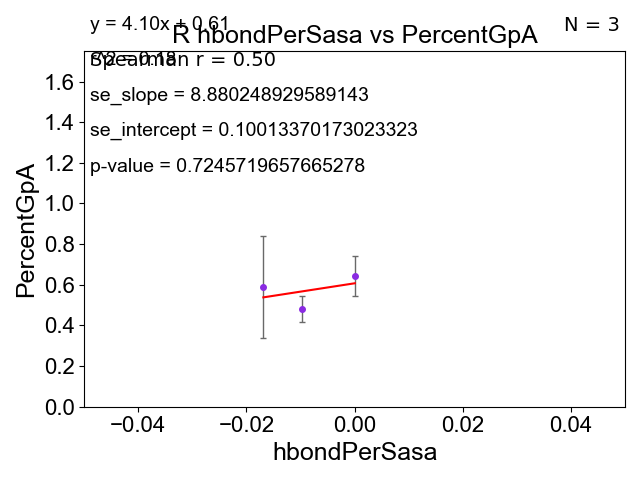 y = 4.10x + 0.61
N = 3
R hbondPerSasa vs PercentGpA
Spearman r = 0.50
se_slope = 8.880248929589143
se_intercept = 0.10013370173023323
p-value = 0.7245719657665278
PercentGpA
1.6
1.4
1.2
1.0
0.8
0.6
0.4
0.2
0.0
−0.04
−0.02
0.00
0.02
0.04
hbondPerSasa